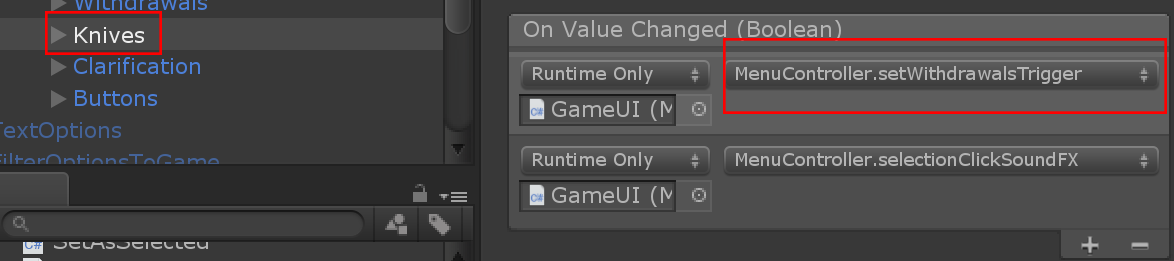 Withdrawals
Knives
Clarification
Buttons
TextOptions
FilterOptionsToGame
SetAsSelected
On Value Changed (Boolean)
Runtime Only
MenuController.setWithdrawalsTrigger
GameUI (M
Runtime Only
MenuController.selectionClickSoundFX
GameUI (M